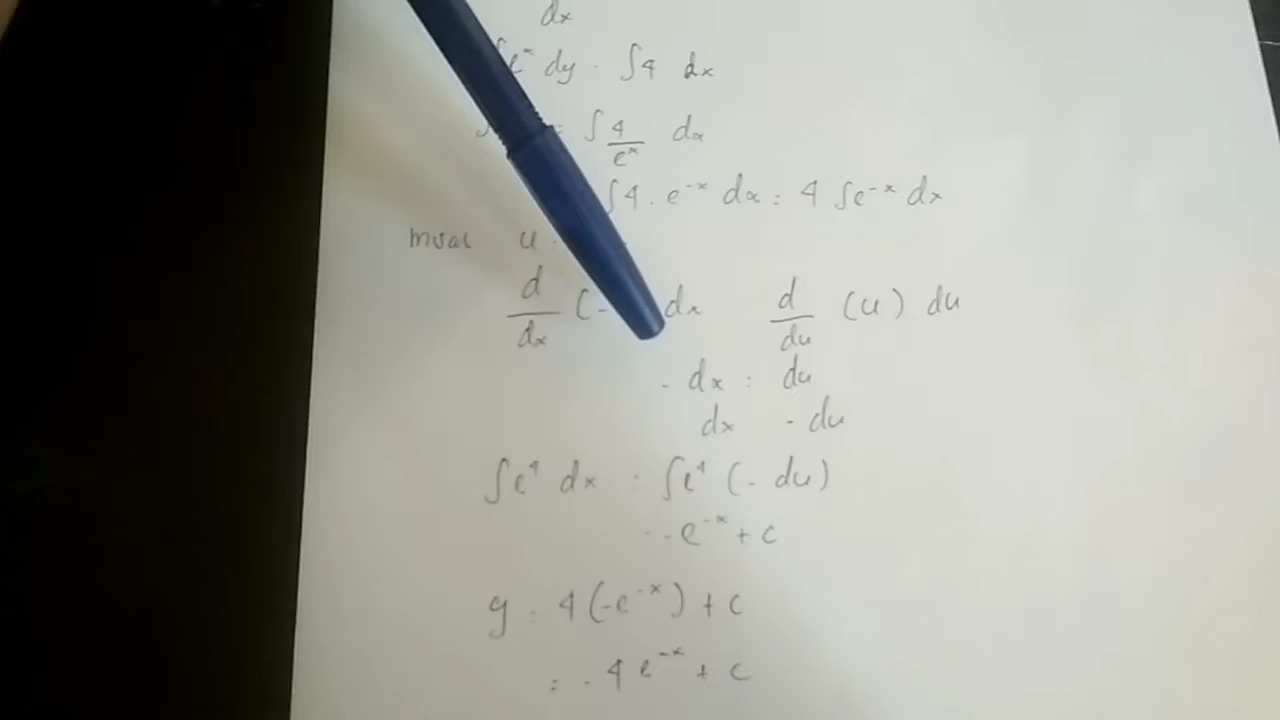 dx
∫e^x dy = ∫4 dx
= ∫ 4/e^x dx
∫4 . e^-x dx = 4 ∫e^-x dx
misal u =
d/dx (- dx d/du (u) du
- dx = du
dx - du
∫e^u dx = ∫e^u (- du)
= - e^-x + c
y = 4(-e^-x) + c
= - 4 e^-x + c